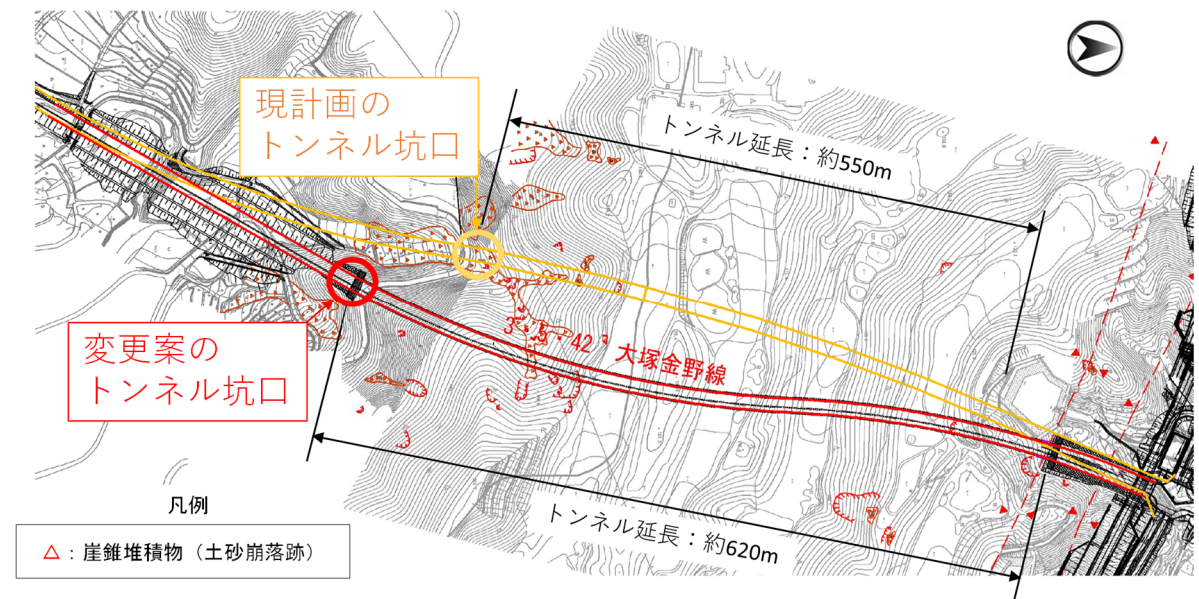 現計画の
トンネル坑口
トンネル延長：約550m
変更案の
トンネル坑口
3・5・42 大塚金野線
トンネル延長：約620m
凡例
△：崖錐堆積物（土砂崩落跡）